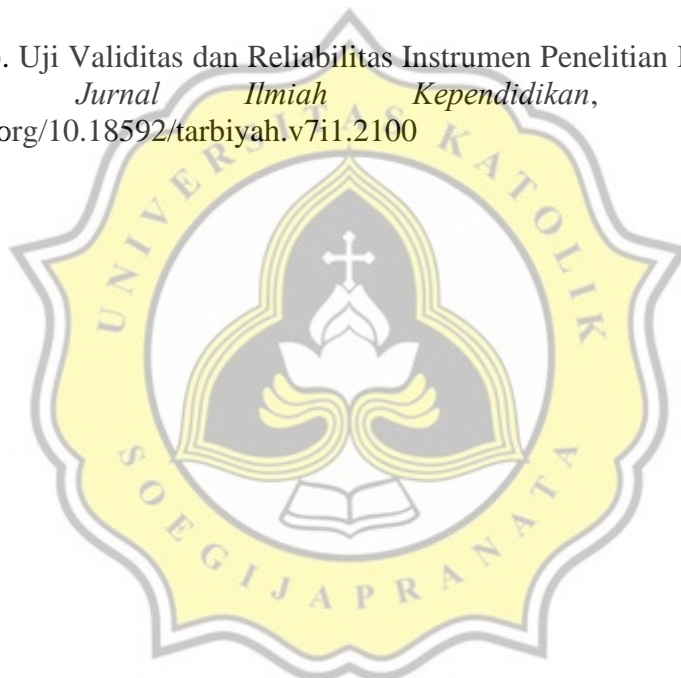 ). Uji Validitas dan Reliabilitas Instrumen Penelitian
Jurnal Ilmiah Kependidikan,
org/10.18592/tarbiyah.v7i1.2100
UNIVERSITAS KATOLIK
SOEGIJAPRANATA